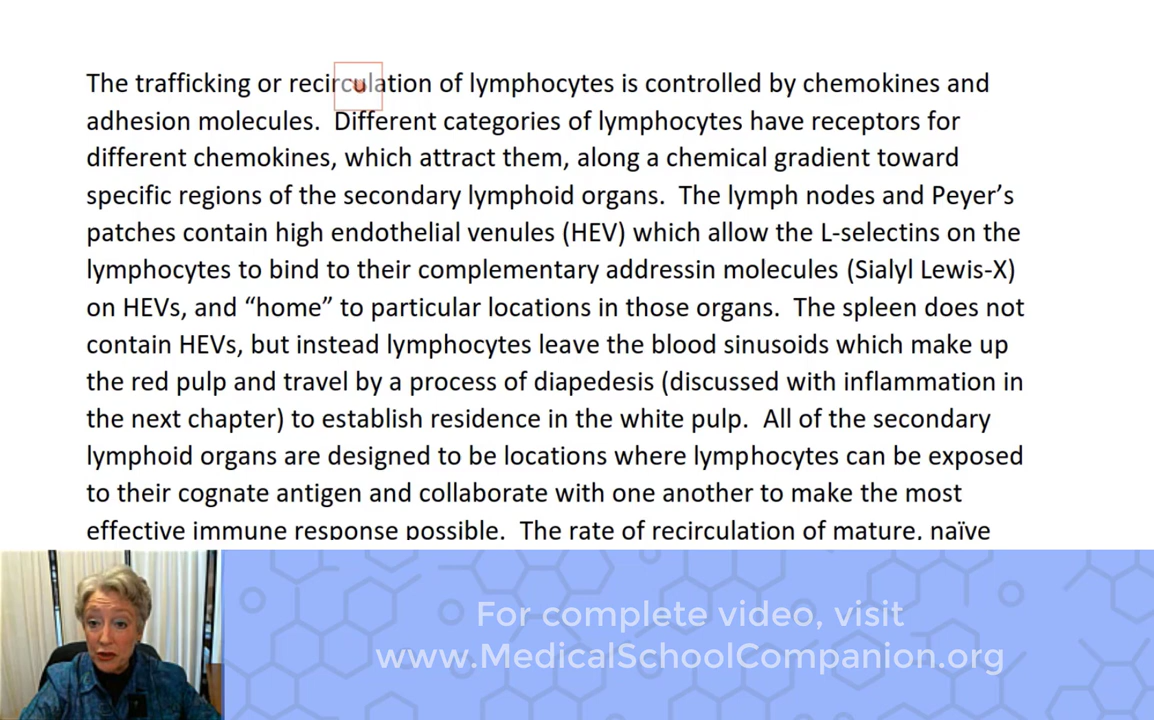 The trafficking or recirculation of lymphocytes is controlled by chemokines and
adhesion molecules.  Different categories of lymphocytes have receptors for
different chemokines, which attract them, along a chemical gradient toward
specific regions of the secondary lymphoid organs.  The lymph nodes and Peyer’s
patches contain high endothelial venules (HEV) which allow the L-selectins on the
lymphocytes to bind to their complementary addressin molecules (Sialyl Lewis-X)
on HEVs, and “home” to particular locations in those organs.  The spleen does not
contain HEVs, but instead lymphocytes leave the blood sinusoids which make up
the red pulp and travel by a process of diapedesis (discussed with inflammation in
the next chapter) to establish residence in the white pulp.  All of the secondary
lymphoid organs are designed to be locations where lymphocytes can be exposed
to their cognate antigen and collaborate with one another to make the most
effective immune response possible.  The rate of recirculation of mature, naïve
For complete video, visit
www.MedicalSchoolCompanion.org